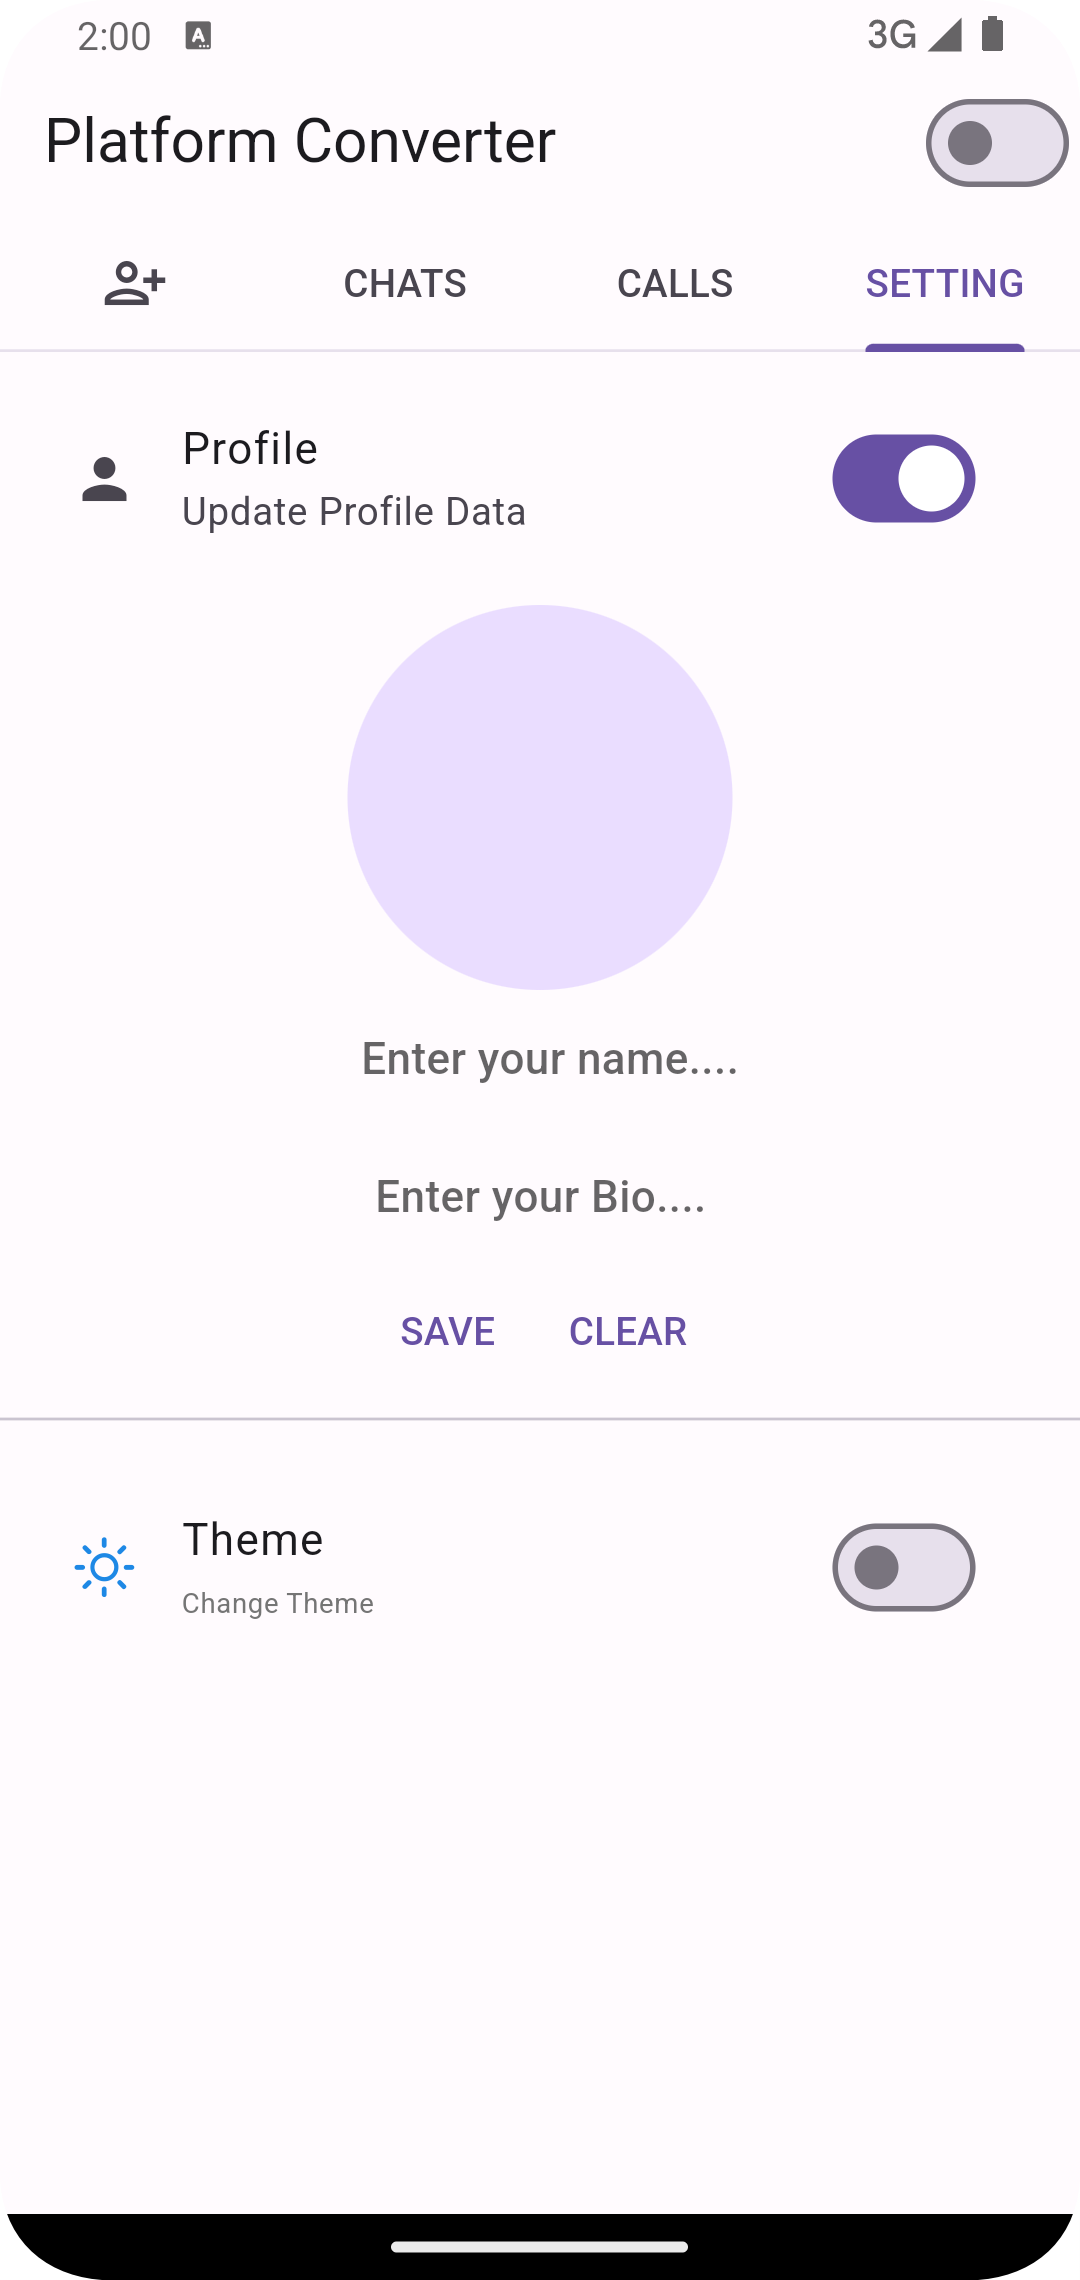 2:00
A
3G
Platform Converter
CHATS
CALLS
SETTING
Profile
Update Profile Data
Enter your name....
Enter your Bio....
SAVE
CLEAR
Theme
Change Theme